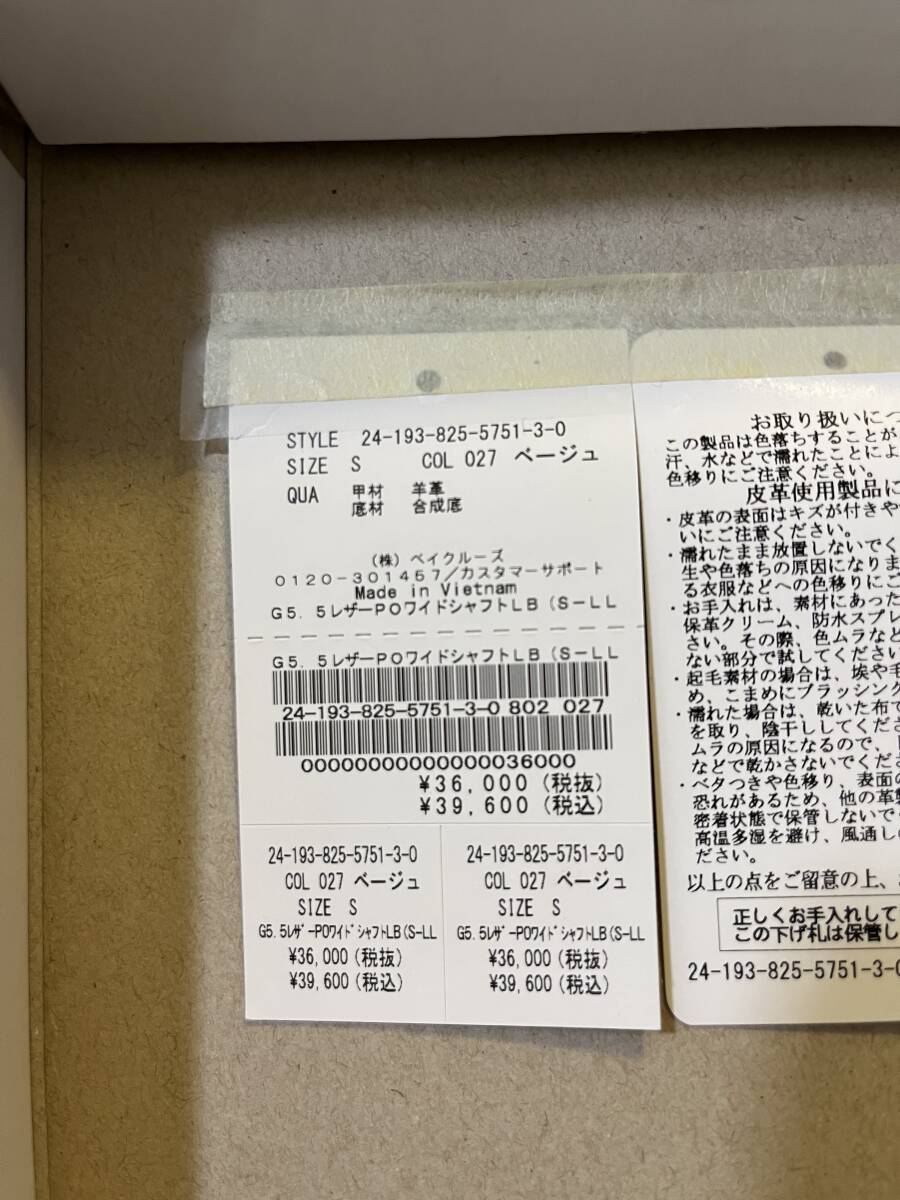 STYLE 24-193-825-5751-3-0
SIZE S COL 027 ベージュ
QUA 甲材 羊革
底材 合成底
(株) ベイクルーズ
0120-301457/カスタマーサポート
Made in Vietnam
G5.5レザーPOワイドシャフトLB(S-LL
G5.5レザーPOワイドシャフトLB(S-LL
24-193-825-5751-3-0 802 027
00000000000000036000
¥36,000(税抜)
¥39,600(税込)
24-193-825-5751-3-0
COL 027 ベージュ
SIZE S
G5.5ﾚｻﾞｰPOﾜｲﾄﾞｼｬﾌﾄLB(S-LL
¥36,000(税抜)
¥39,600(税込)
24-193-825-5751-3-0
COL 027 ベージュ
SIZE S
G5.5ﾚｻﾞｰPOﾜｲﾄﾞｼｬﾌﾄLB(S-LL
¥36,000(税抜)
¥39,600(税込)
お取り扱いにつ
この製品は色落ちすることが
汗、水などで濡れたことによ
色移りにご注意ください。
皮革使用製品に
・皮革の表面はキズが付きや
いにご注意ください。
・濡れたまま放置しないでく
生や色落ちの原因になりま
る衣服などへの色移りにご
・お手入れは、素材にあった
保革クリーム、防水スプレ
さい。その際、色ムラなど
ない部分で試してください
・起毛素材の場合は、埃や毛
め、こまめにブラッシング
・濡れた場合は、乾いた布で
を取り、陰干ししてくださ
ムラの原因になるので、
などで乾かさないでくださ
・ベタつきや色移り、表面の
恐れがあるため、他の革製
密着状態で保管しないで
高温多湿を避け、風通し
ださい。
以上の点をご留意の上、
正しくお手入れして
この下げ札は保管し
24-193-825-5751-3-0